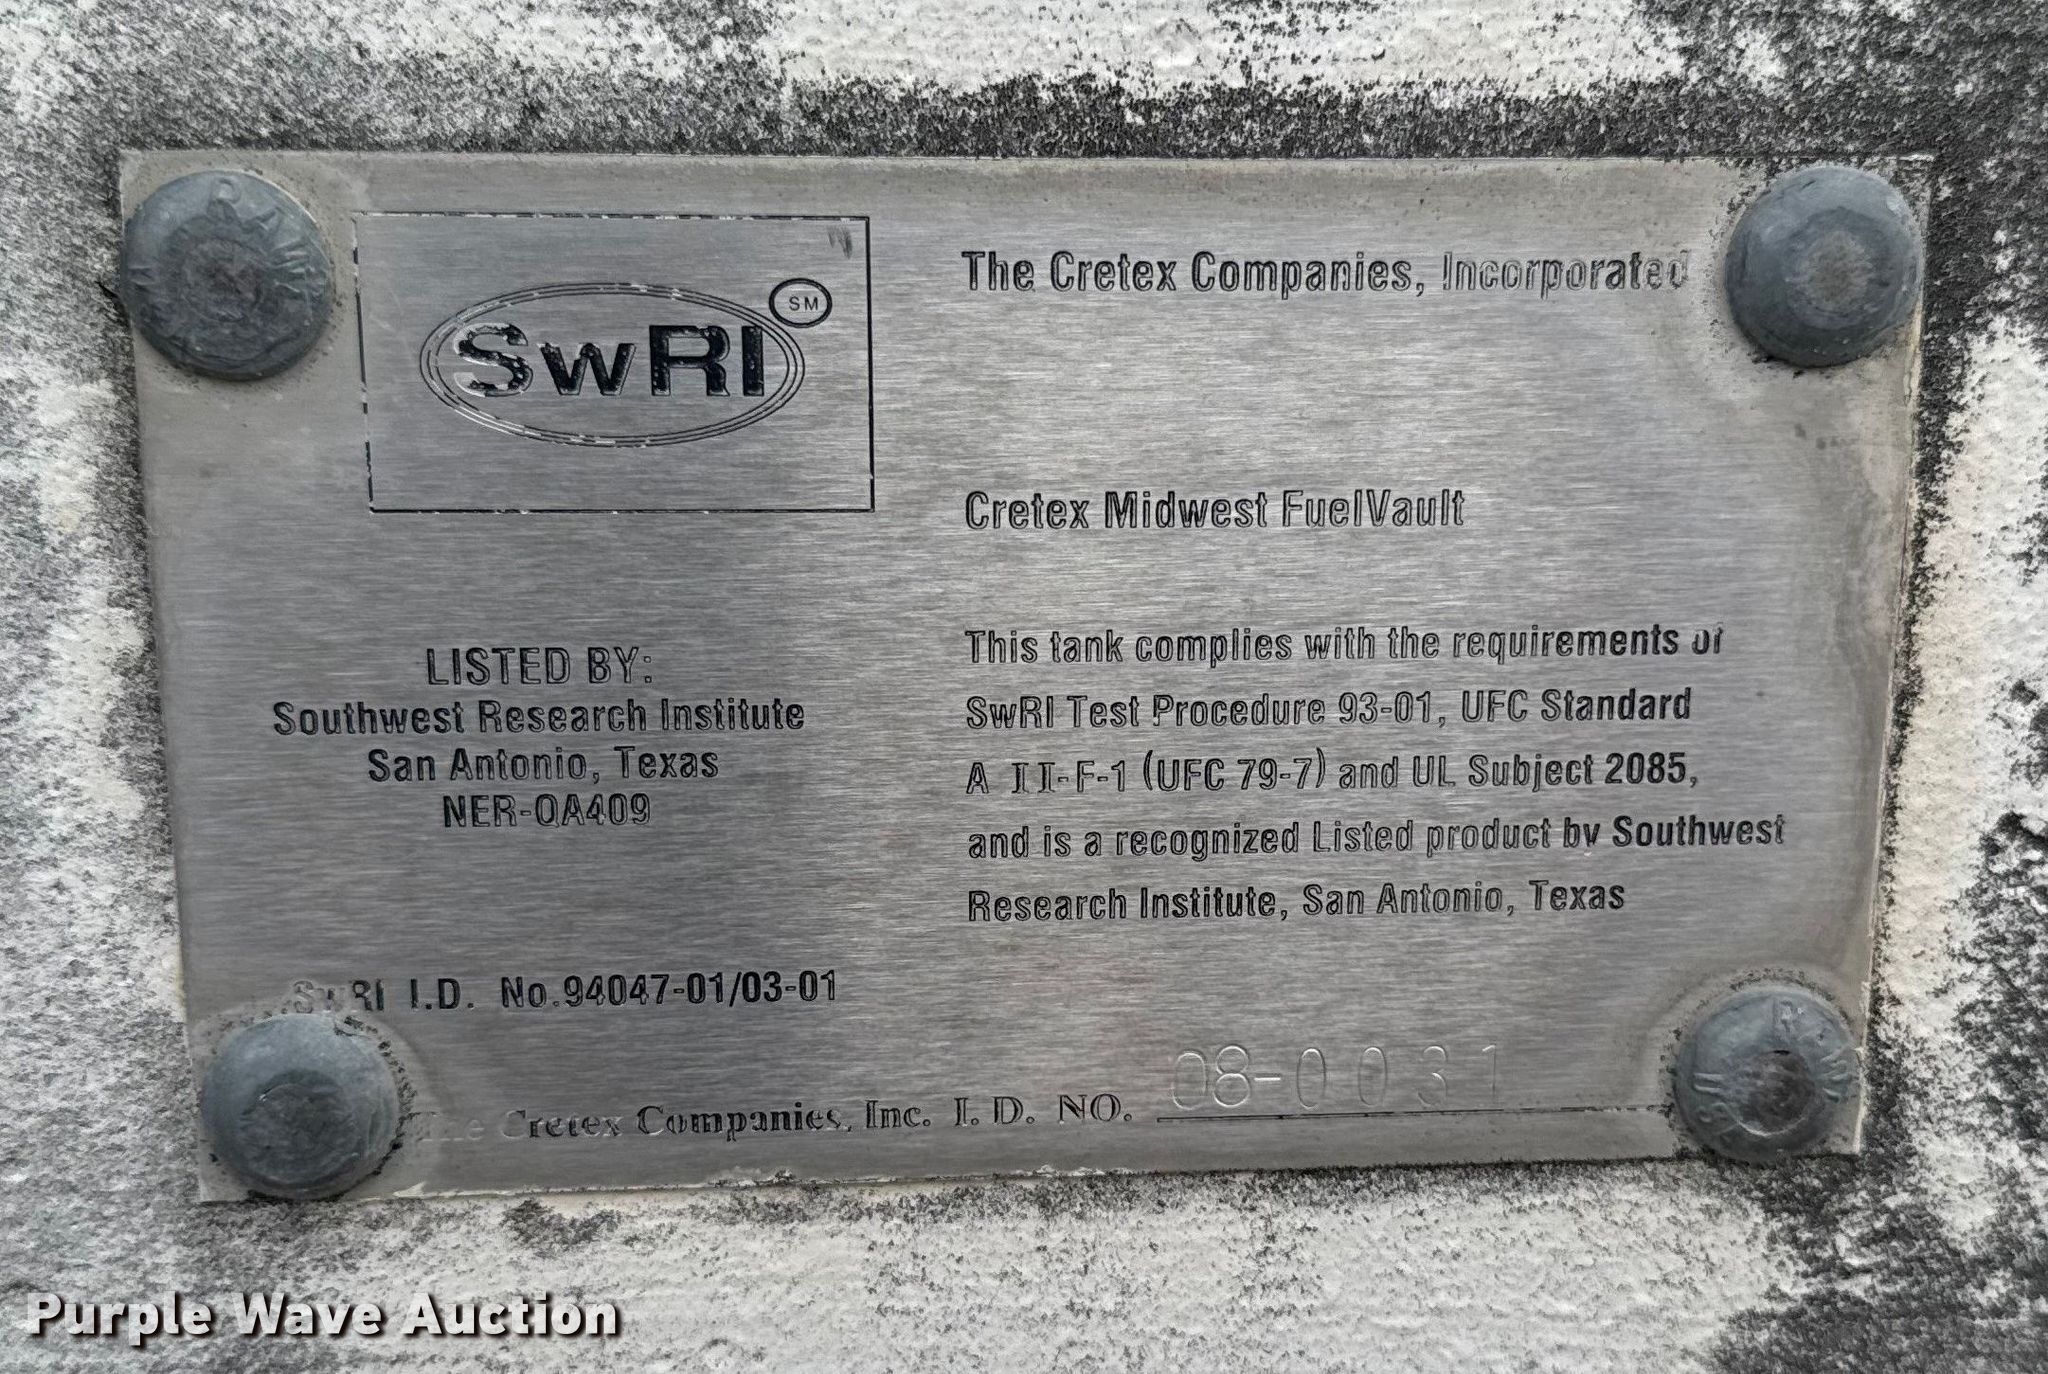 SwRI SM
LISTED BY:
Southwest Research Institute
San Antonio, Texas
NER-QA409
SwRI I.D. No.94047-01/03-01
The Cretex Companies, Incorporated
Cretex Midwest FuelVault
This tank complies with the requirements of
SwRI Test Procedure 93-01, UFC Standard
A II-F-1 (UFC 79-7) and UL Subject 2085,
and is a recognized Listed product by Southwest
Research Institute, San Antonio, Texas
The Cretex Companies, Inc. I. D. NO. 08-0031
Purple Wave Auction